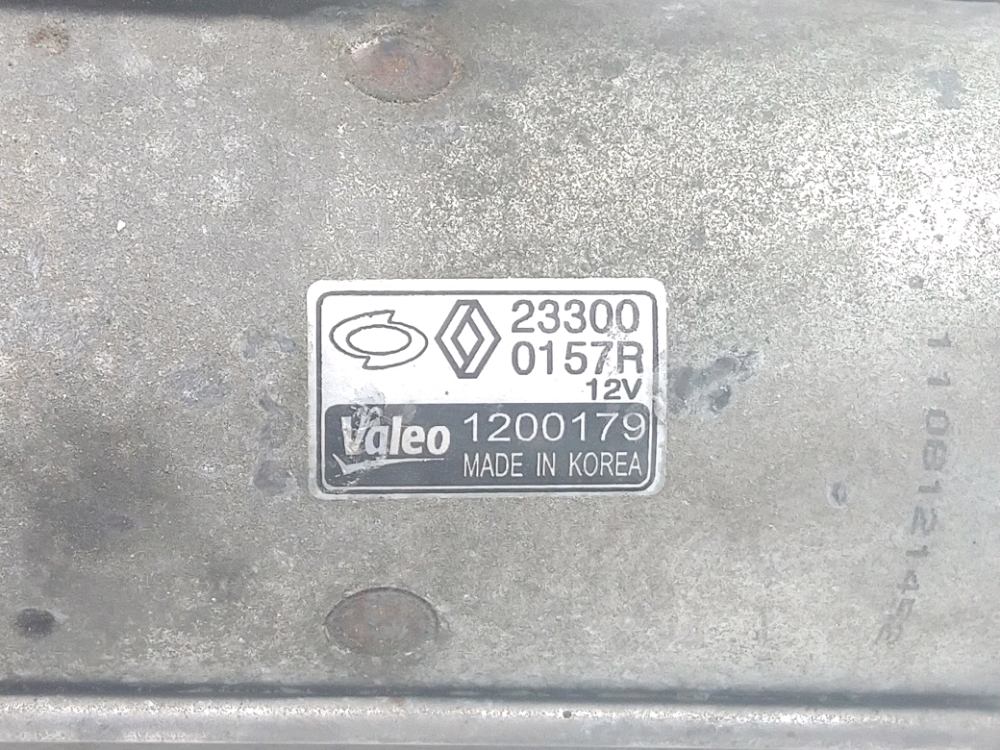 23300
0157R
12V
Valeo 1200179
MADE IN KOREA